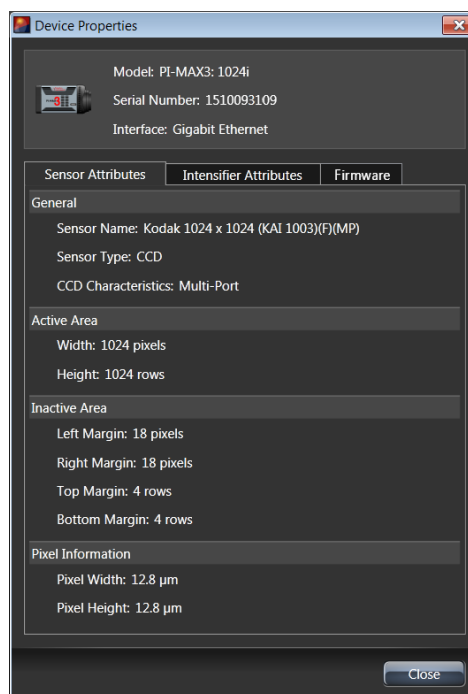 Device Properties
Model: PI-MAX3: 1024i
Serial Number: 1510093109
Interface: Gigabit Ethernet
Sensor Attributes Intensifier Attributes Firmware
General
Sensor Name: Kodak 1024 x 1024 (KAI 1003)(F)(MP)
Sensor Type: CCD
CCD Characteristics: Multi-Port
Active Area
Width: 1024 pixels
Height: 1024 rows
Inactive Area
Left Margin: 18 pixels
Right Margin: 18 pixels
Top Margin: 4 rows
Bottom Margin: 4 rows
Pixel Information
Pixel Width: 12.8 µm
Pixel Height: 12.8 µm
Close